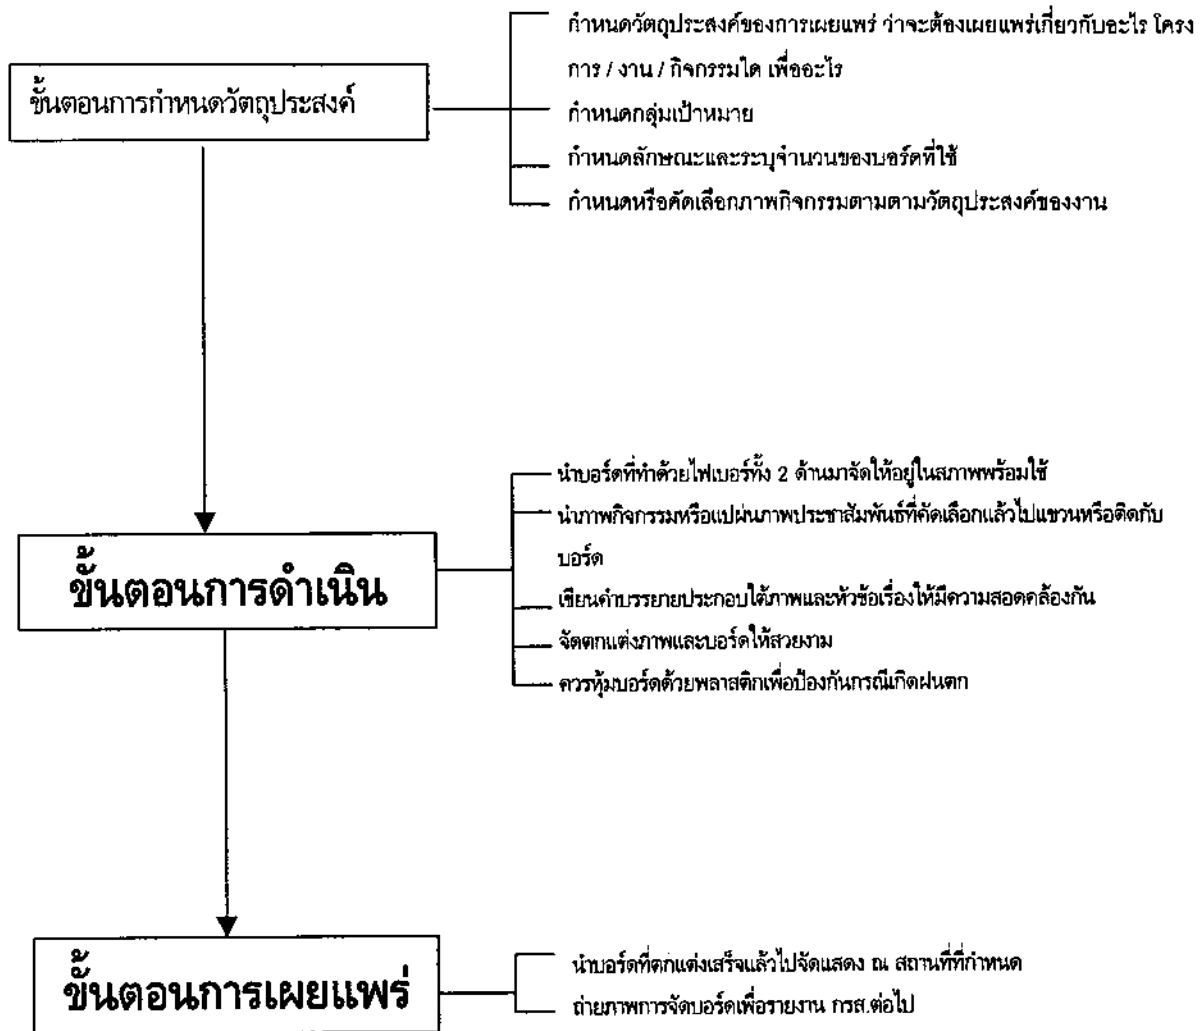 กำหนดวัตถุประสงค์ของการเผยแพร่ ว่าจะต้องเผยแพร่เกี่ยวกับอะไร โครง
การ / งาน / กิจกรรมใด เพื่ออะไร
ขั้นตอนการกำหนดวัตถุประสงค์
กำหนดกลุ่มเป้าหมาย
กำหนดลักษณะและระบุจำนวนของบอร์ดที่ใช้
กำหนดหรือคัดเลือกภาพกิจกรรมตามตามวัตถุประสงค์ของงาน
นำบอร์ดที่ทำด้วยไฟเบอร์ทั้ง 2 ด้านมาจัดให้อยู่ในสภาพพร้อมใช้
นำภาพกิจกรรมหรือแปผ่นภาพประชาสัมพันธ์ที่คัดเลือกแล้วไปแขวนหรือติดกับ
บอร์ด
ขั้นตอนการดำเนิน
เขียนคำบรรยายประกอบใต้ภาพและหัวข้อเรื่องให้มีความสอดคล้องกัน
จัดตกแต่งภาพและบอร์ดให้สวยงาม
ควรหุ้มบอร์ดด้วยพลาสติกเพื่อป้องกันกรณีเกิดฝนตก
ขั้นตอนการเผยแพร่
นำบอร์ดที่ตกแต่งเสร็จแล้วไปจัดแสดง ณ สถานที่ที่กำหนด
ถ่ายภาพการจัดบอร์ดเพื่อรายงาน กรส.ต่อไป